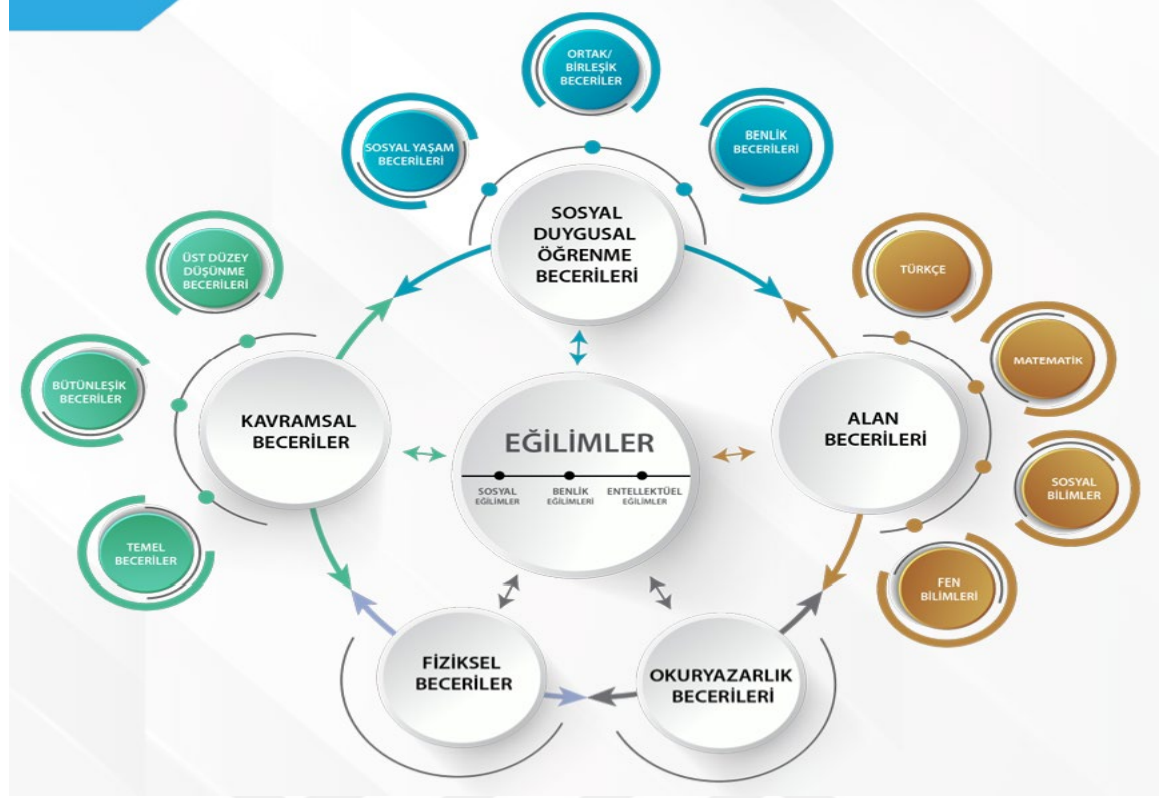 ORTAK/
BİRLEŞİK
BECERİLER
SOSYAL YAŞAM
BECERİLERİ
BENLİK
BECERİLERİ
SOSYAL
DUYGUSAL
ÖĞRENME
BECERİLERİ
ÜST DÜZEY
DÜŞÜNME
BECERİLERİ
BÜTÜNLEŞİK
BECERİLER
TEMEL
BECERİLER
KAVRAMSAL
BECERİLER
EĞİLİMLER
SOSYAL
EĞİLİMLER
BENLİK
EĞİLİMLERİ
ENTELLEKTÜEL
EĞİLİMLER
ALAN
BECERİLERİ
TÜRKÇE
MATEMATİK
SOSYAL
BİLİMLER
FEN
BİLİMLERİ
FİZİKSEL
BECERİLER
OKURYAZARLIK
BECERİLERİ